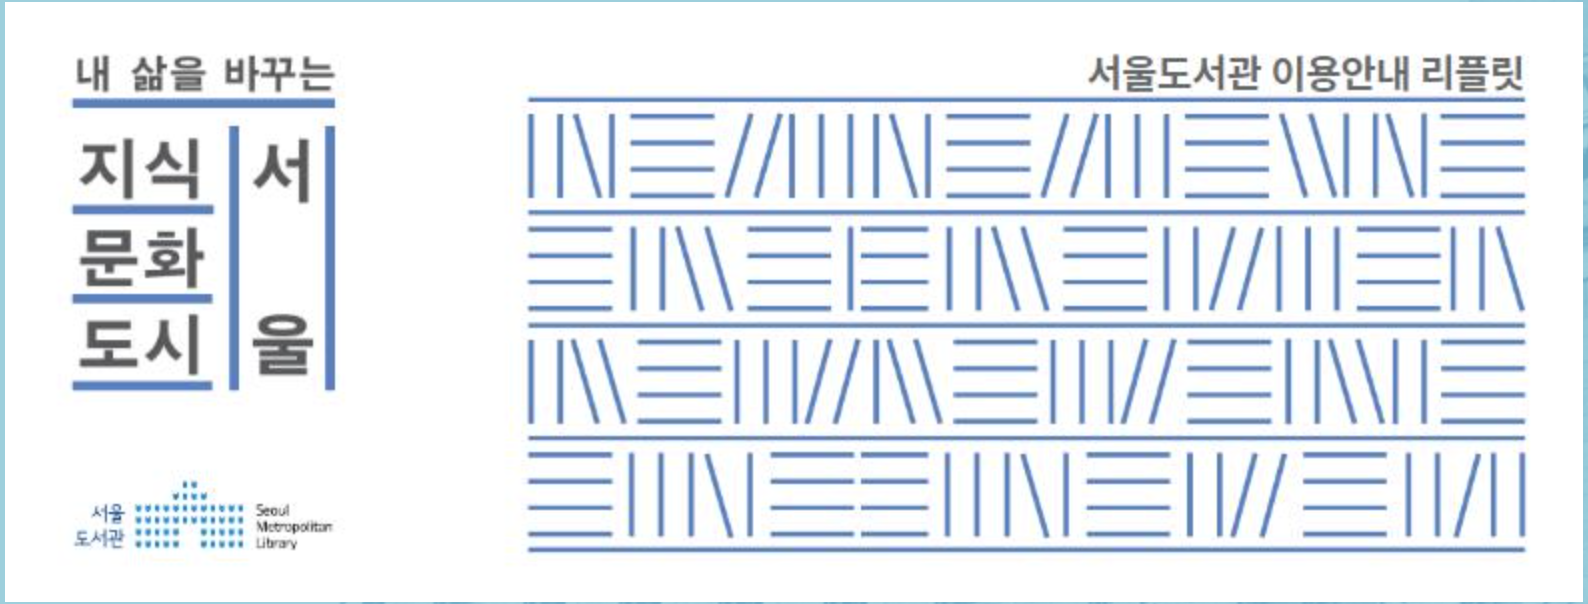 내 삶을 바꾸는
지식
문화
도시
서울
서울도서관 이용안내 리플릿
서울
도서관
Seoul
Metropolitan
Library